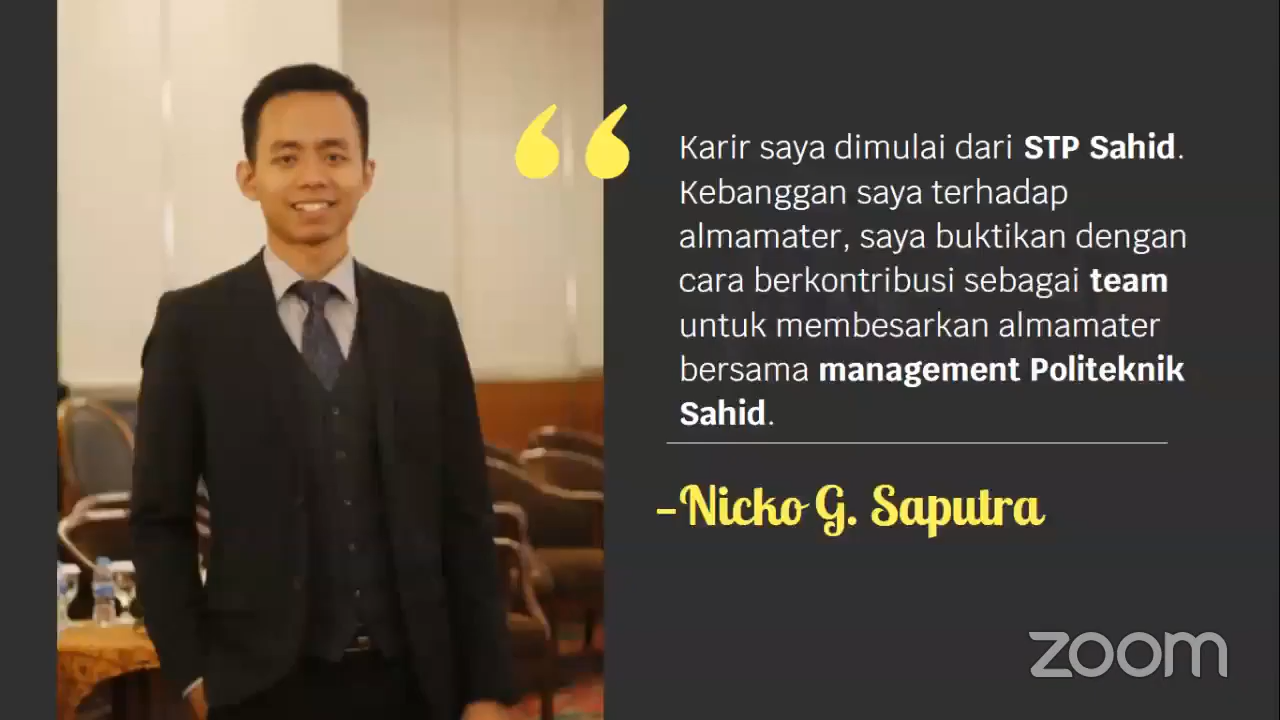 “
Karir saya dimulai dari STP Sahid.
Kebanggan saya terhadap
almamater, saya buktikan dengan
cara berkontribusi sebagai team
untuk membesarkan almamater
bersama management Politeknik
Sahid.
–Nicko G. Saputra
zoom